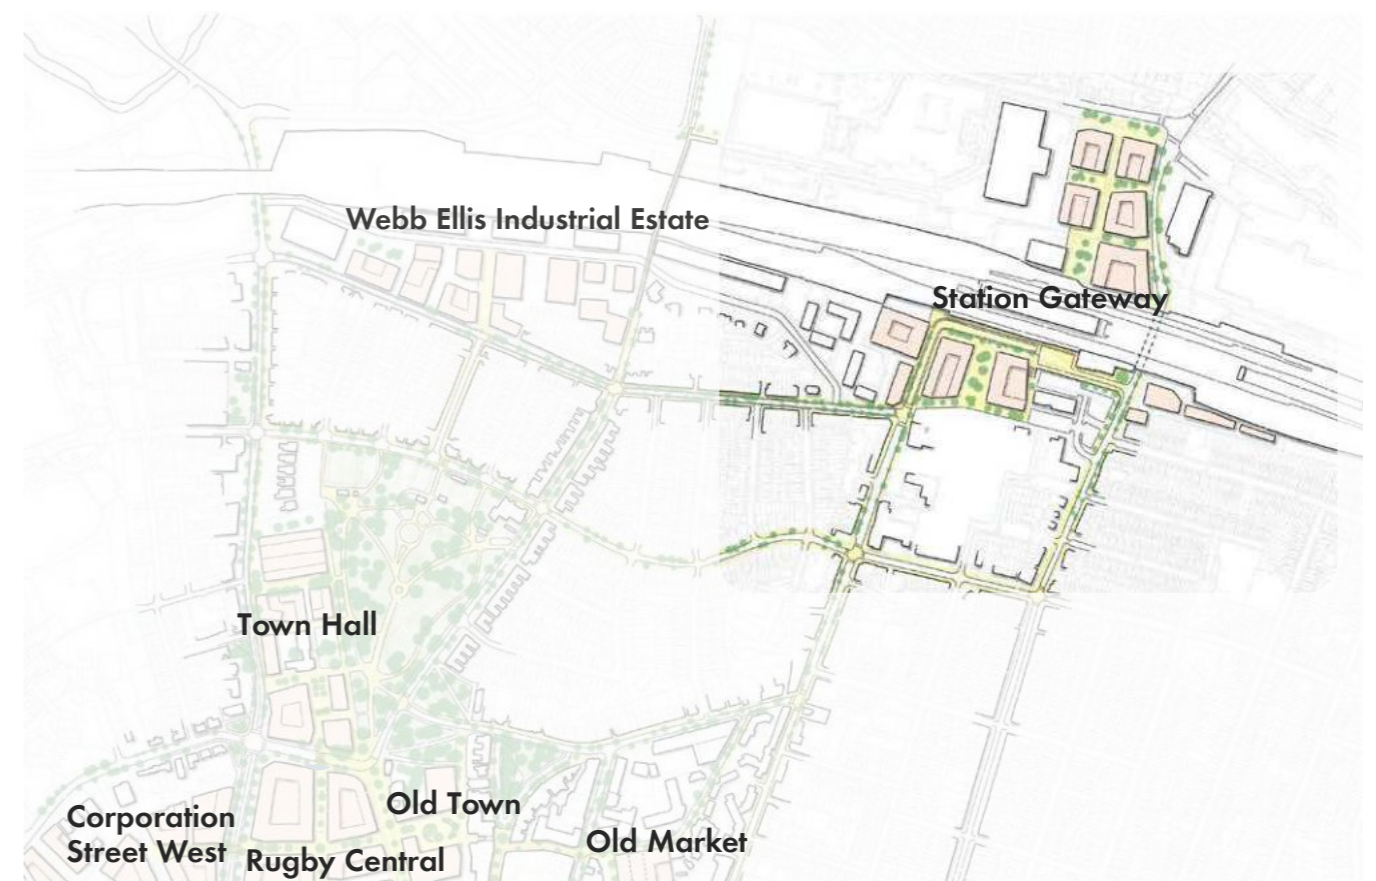 Webb Ellis Industrial Estate
Station Gateway
Town Hall
Old Town
Corporation
Street West
Rugby Central
Old Market